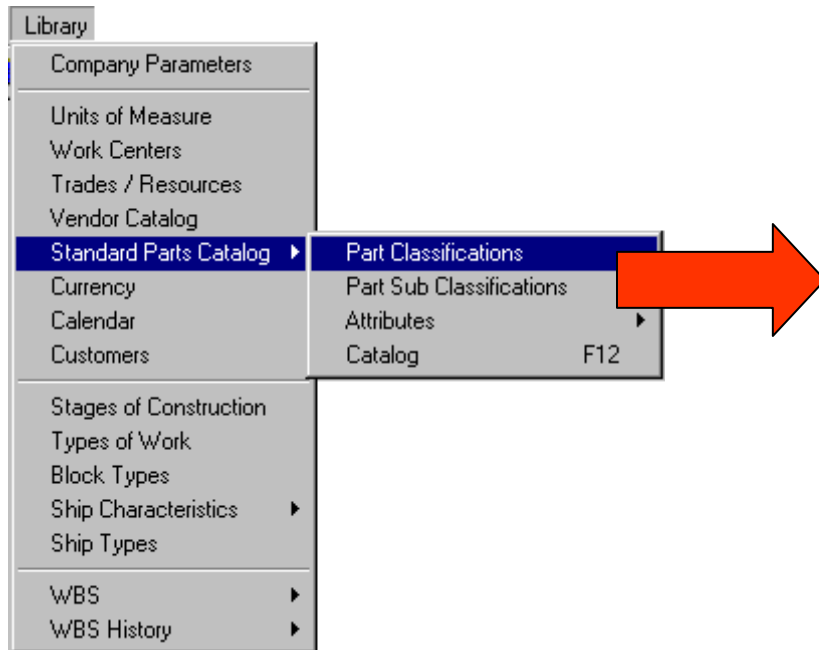 Library
Company Parameters
Units of Measure
Work Centers
Trades / Resources
Vendor Catalog
Standard Parts Catalog
Currency
Calendar
Customers
Stages of Construction
Types of Work
Block Types
Ship Characteristics
Ship Types
WBS
WBS History
Part Classifications
Part Sub Classifications
Attributes
Catalog F12